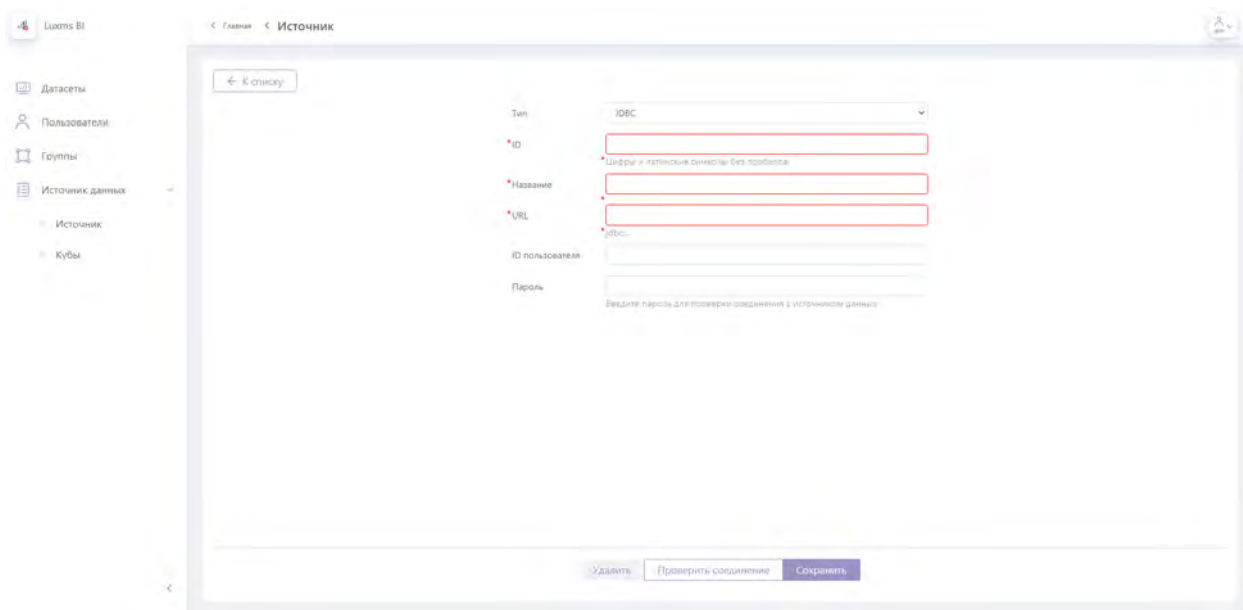 Luxms BI
Главная
Источник
Датасеты
Пользователи
Группы
Источник данных
Источник
Кубы
К списку
Тип
JDBC
*ID
*Цифры и латинские символы без пробелов
*Название
*
*URL
*jdbc:.
ID пользователя
Пароль
Введите пароль для проверки соединения с источником данных
Удалить
Проверить соединение
Сохранить